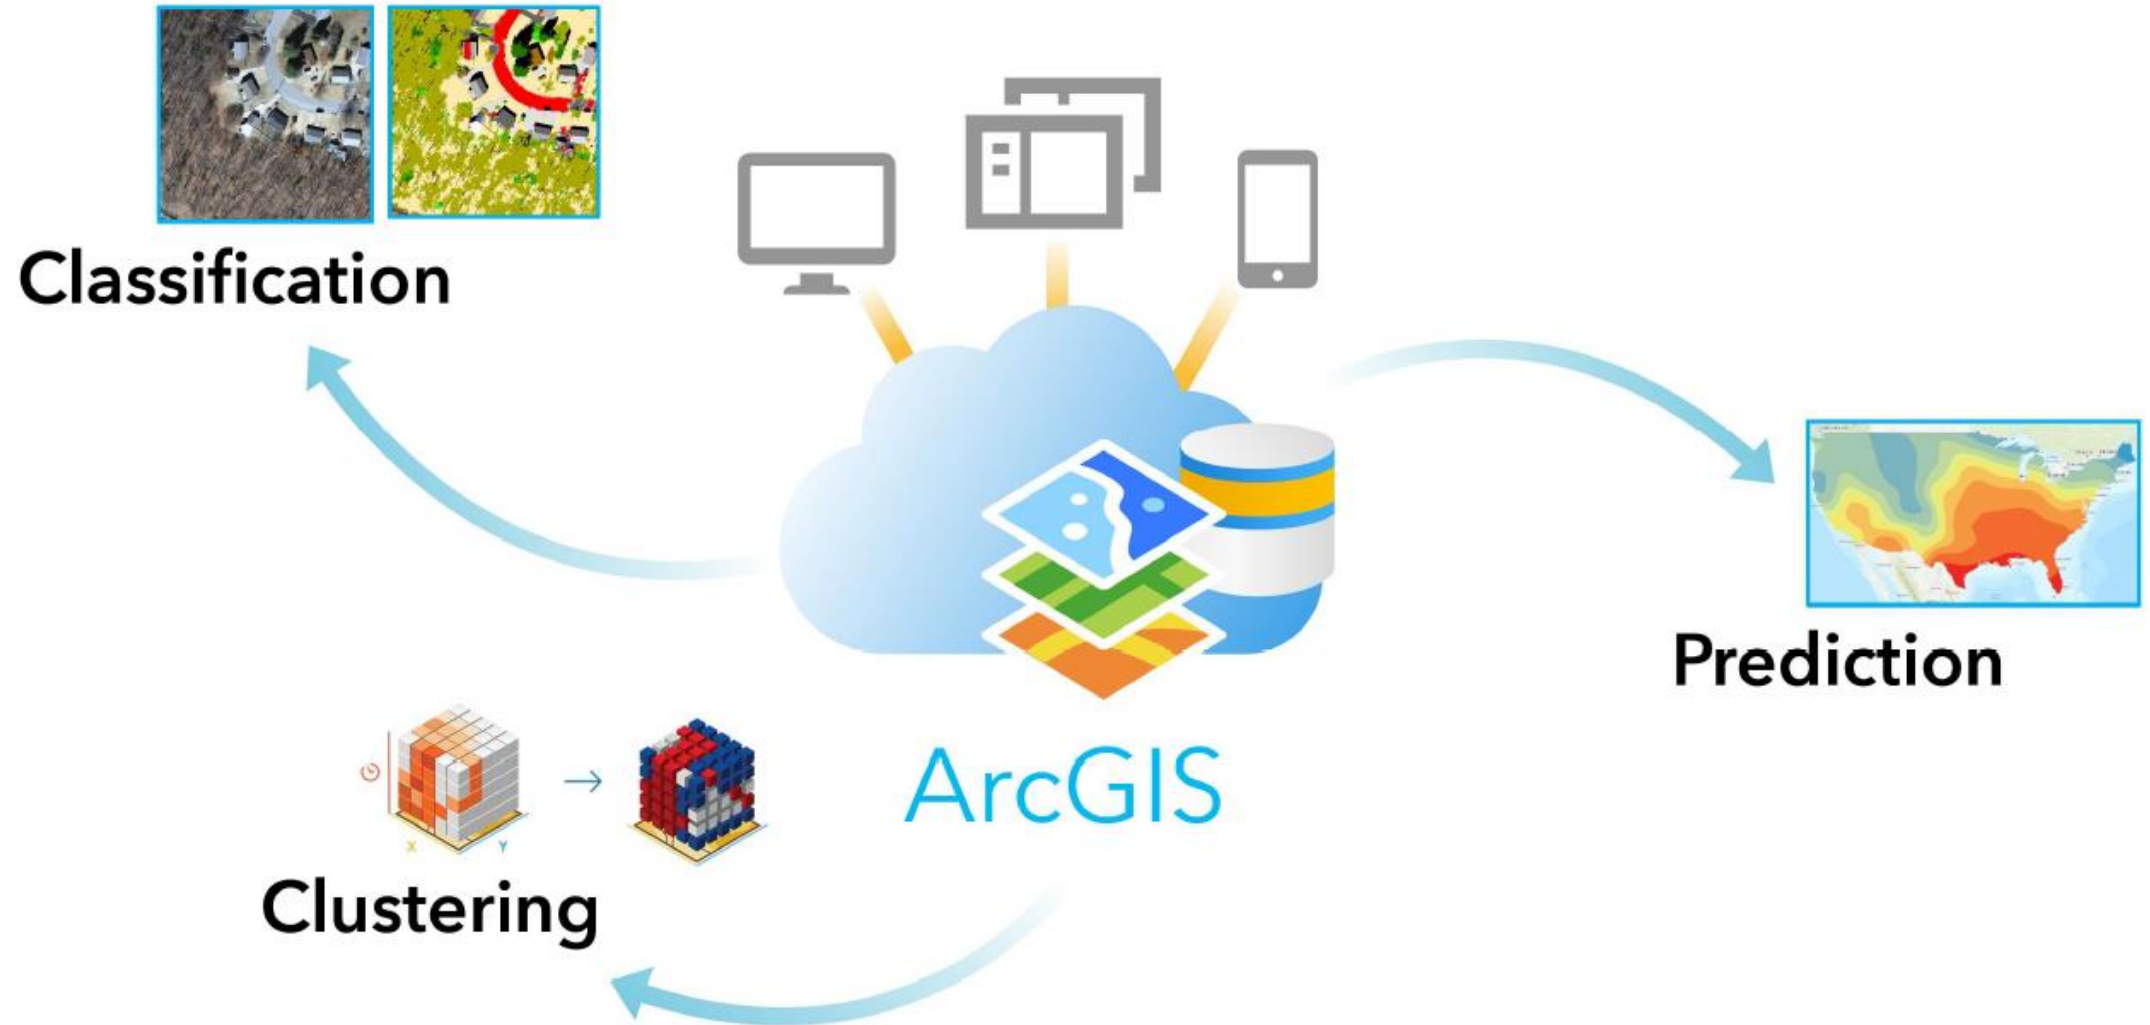 Classification
Prediction
X Y
ArcGIS
Clustering